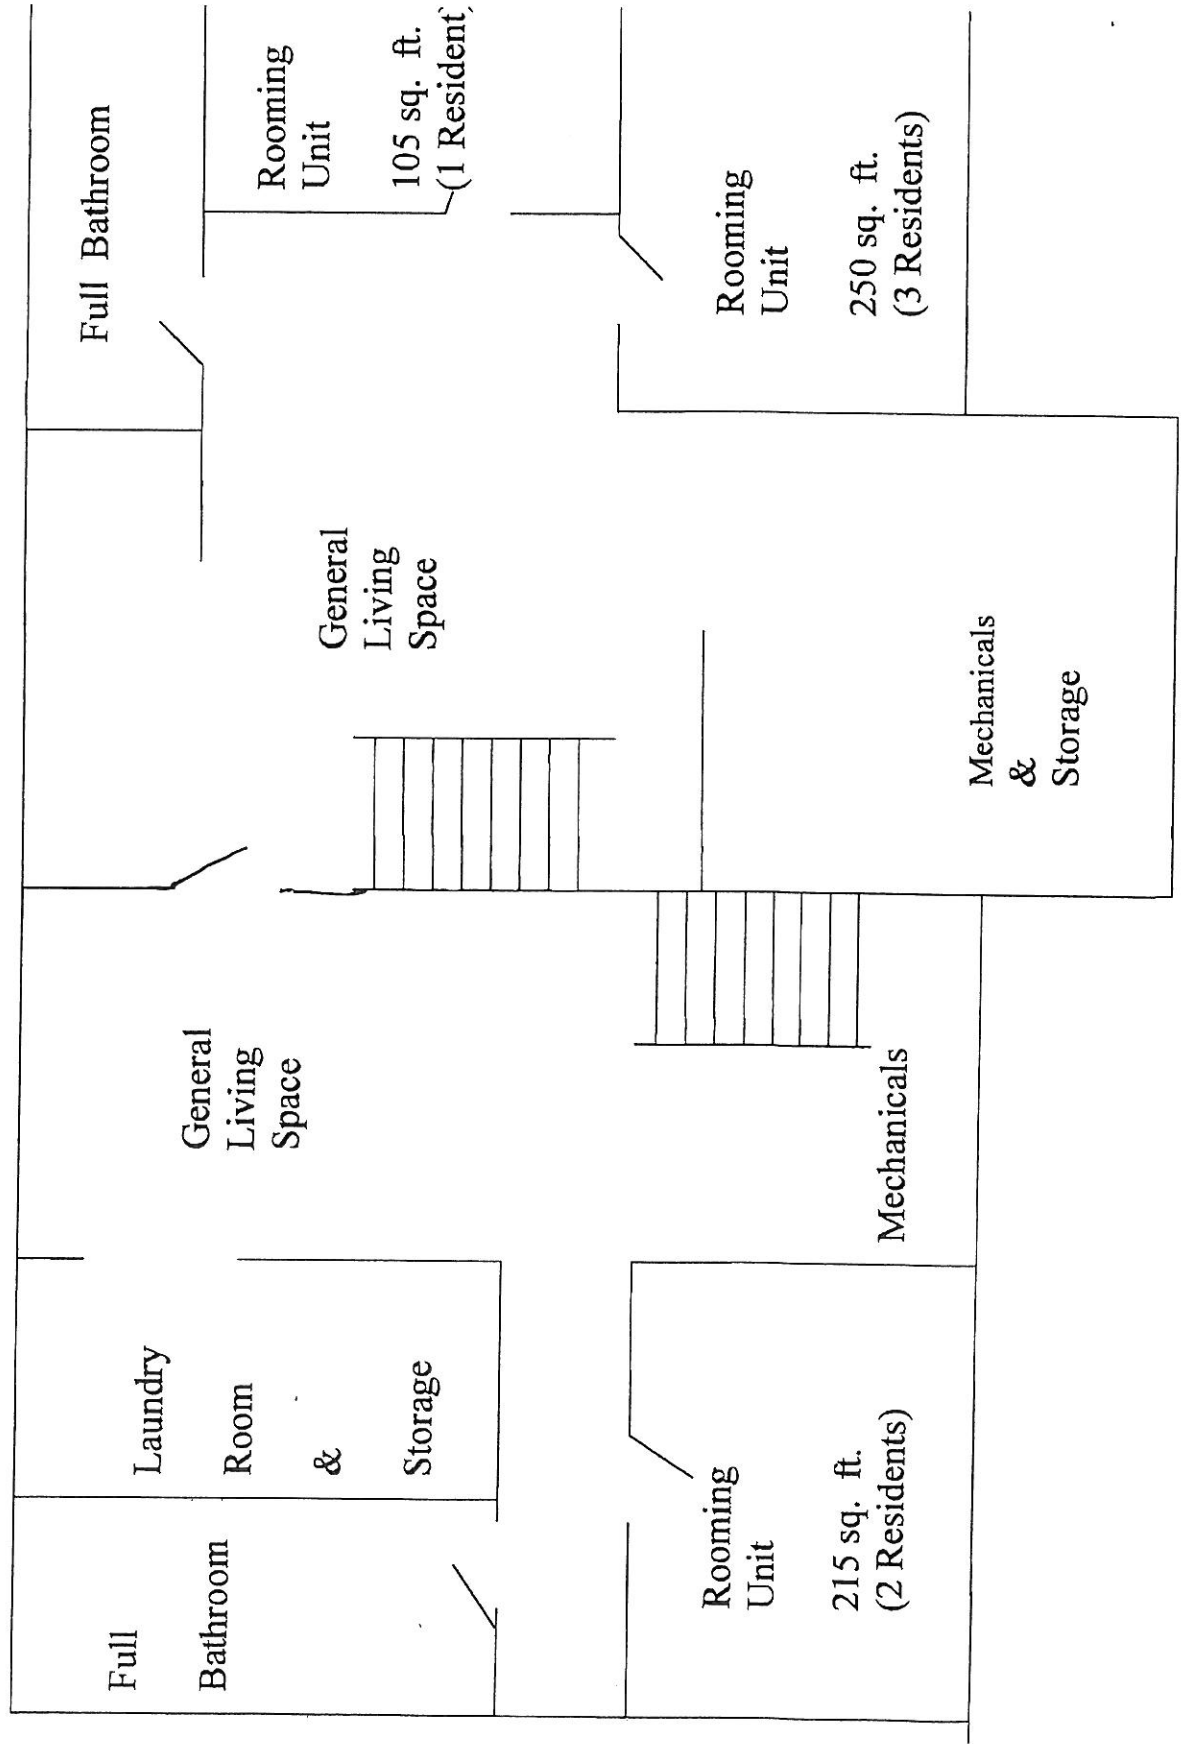 Full Bathroom
Rooming
Unit
105 sq. ft.
(1 Resident)
Rooming
Unit
250 sq. ft.
(3 Residents)
General
Living
Space
Mechanicals
&
Storage
General
Living
Space
Mechanicals
Laundry
Room
&
Storage
Full
Bathroom
Rooming
Unit
215 sq. ft.
(2 Residents)